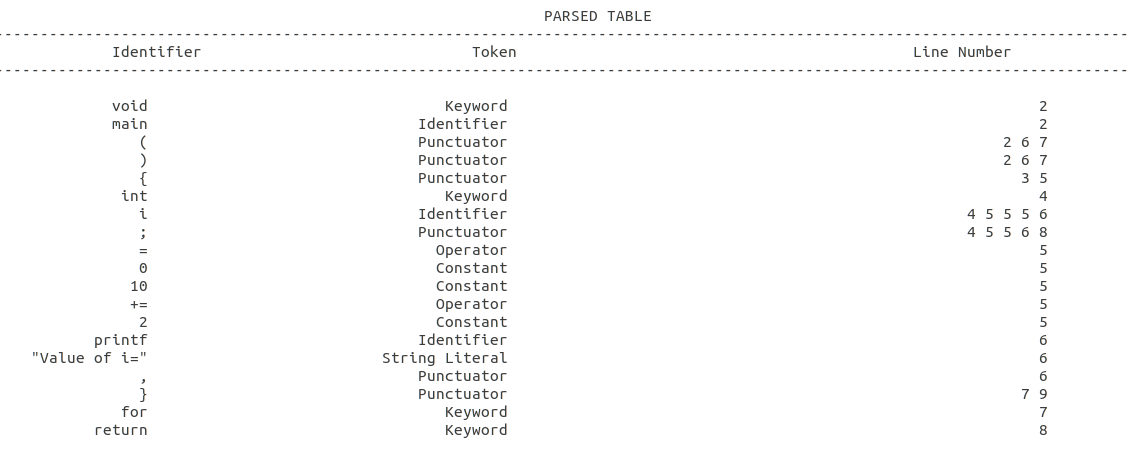 PARSED TABLE
--------------------------------------------------------------------------------------------------------------------------------
Identifier Token Line Number
--------------------------------------------------------------------------------------------------------------------------------
void Keyword 2
main Identifier 2
( Punctuator 2 6 7
) Punctuator 2 6 7
{ Punctuator 3 5
int Keyword 4
i Identifier 4 5 5 5 6
; Punctuator 4 5 5 6 8
= Operator 5
0 Constant 5
10 Constant 5
+= Operator 5
2 Constant 5
printf Identifier 6
"Value of i=" String Literal 6
, Punctuator 6
} Punctuator 7 9
for Keyword 7
return Keyword 8